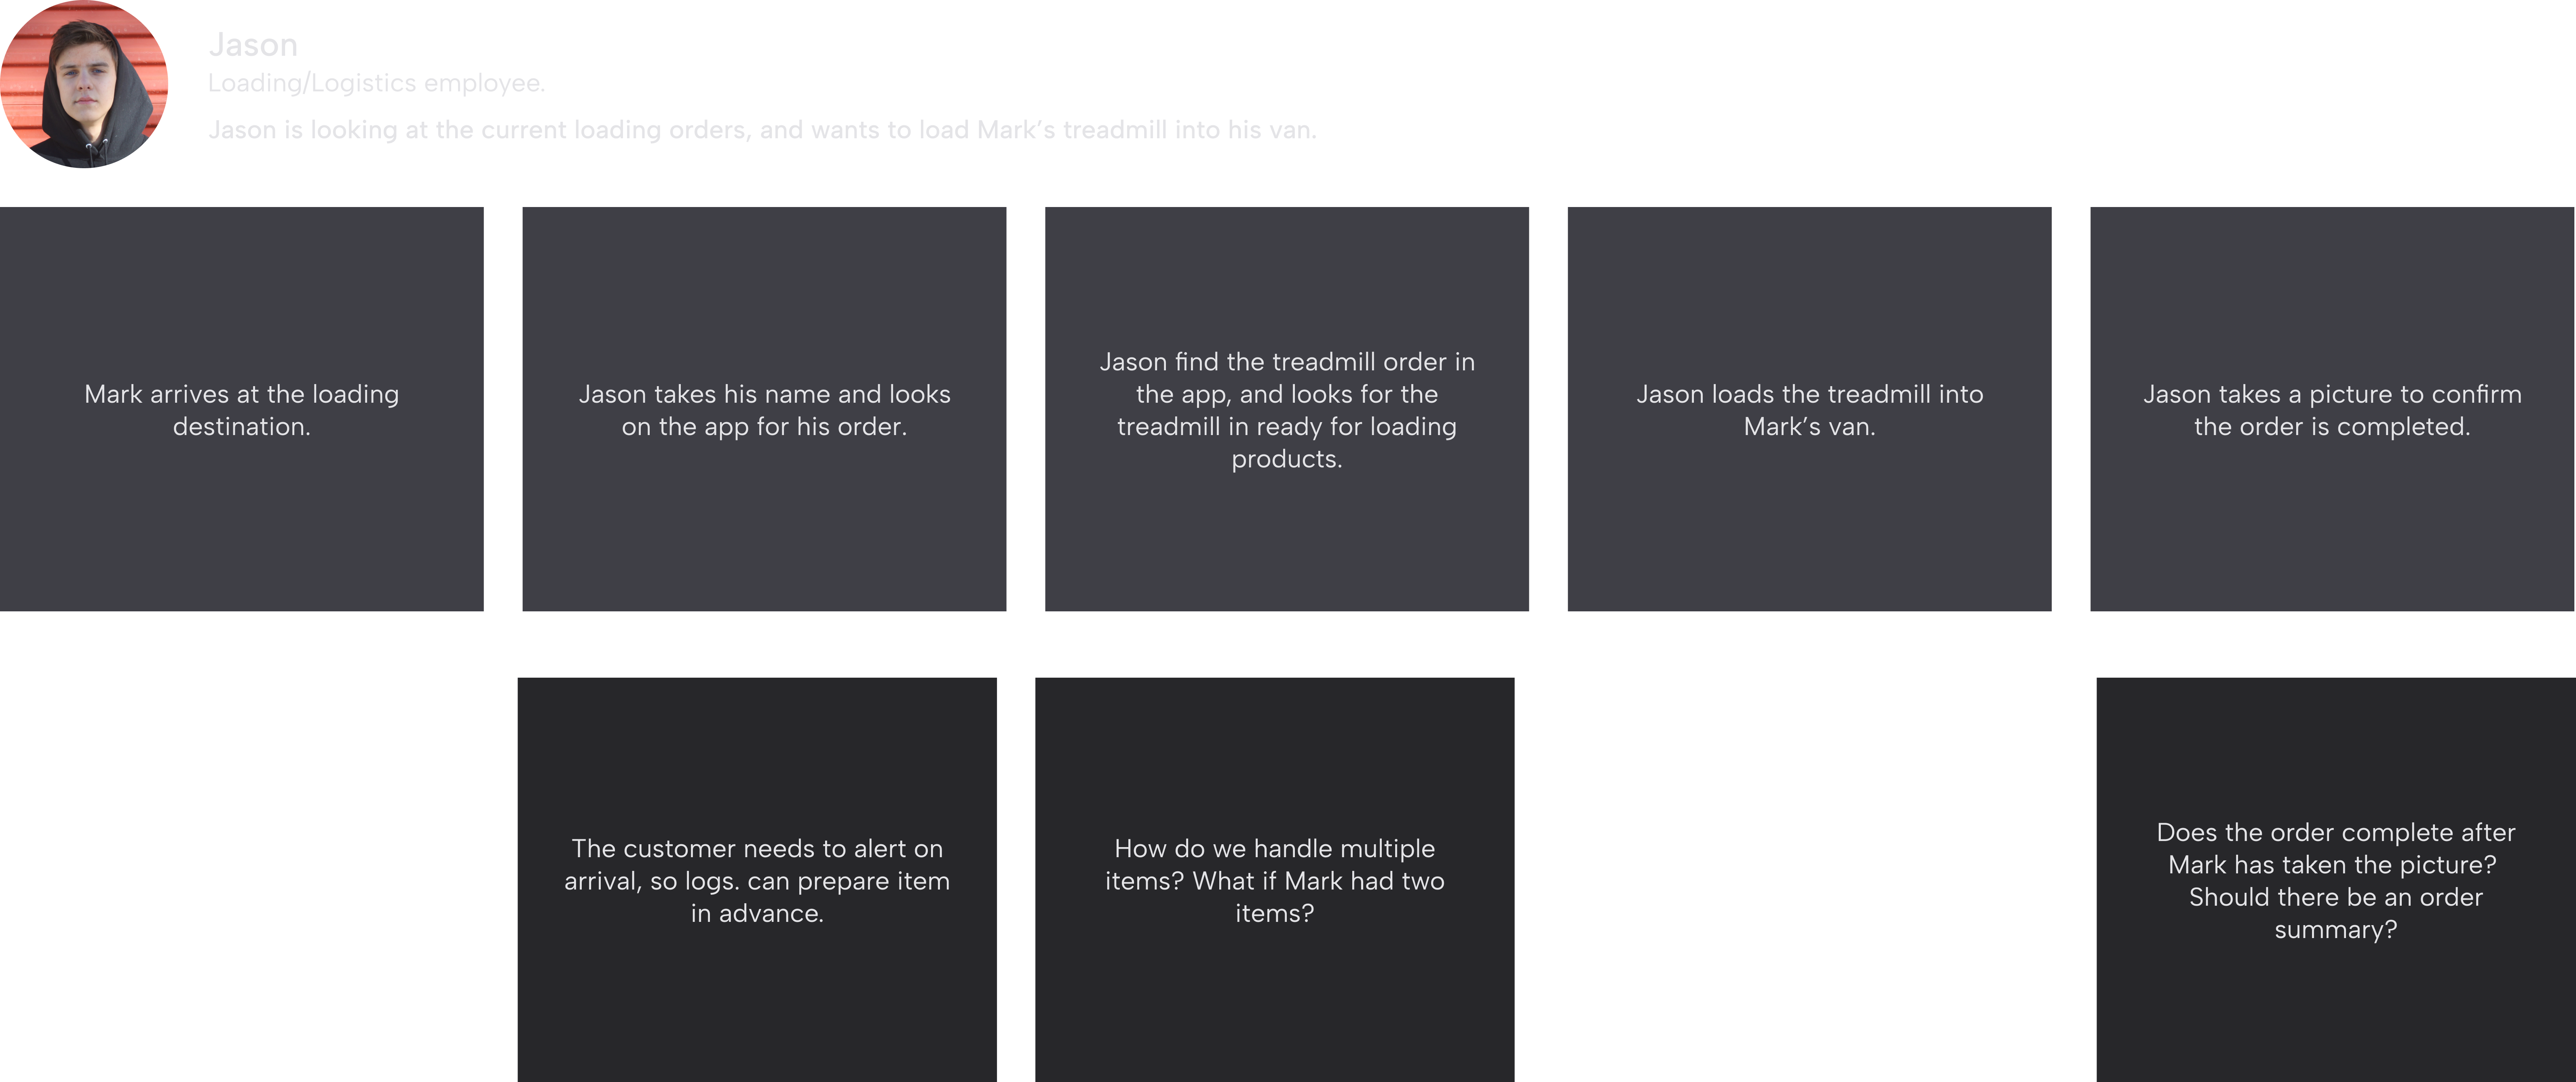 Jason
Loading/Logistics employee.
Jason is looking at the current loading orders, and wants to load Mark’s treadmill into his van.
Mark arrives at the loading
destination.
Jason takes his name and looks
on the app for his order.
Jason find the treadmill order in
the app, and looks for the
treadmill in ready for loading
products.
Jason loads the treadmill into
Mark’s van.
Jason takes a picture to confirm
the order is completed.
The customer needs to alert on
arrival, so logs. can prepare item
in advance.
How do we handle multiple
items? What if Mark had two
items?
Does the order complete after
Mark has taken the picture?
Should there be an order
summary?